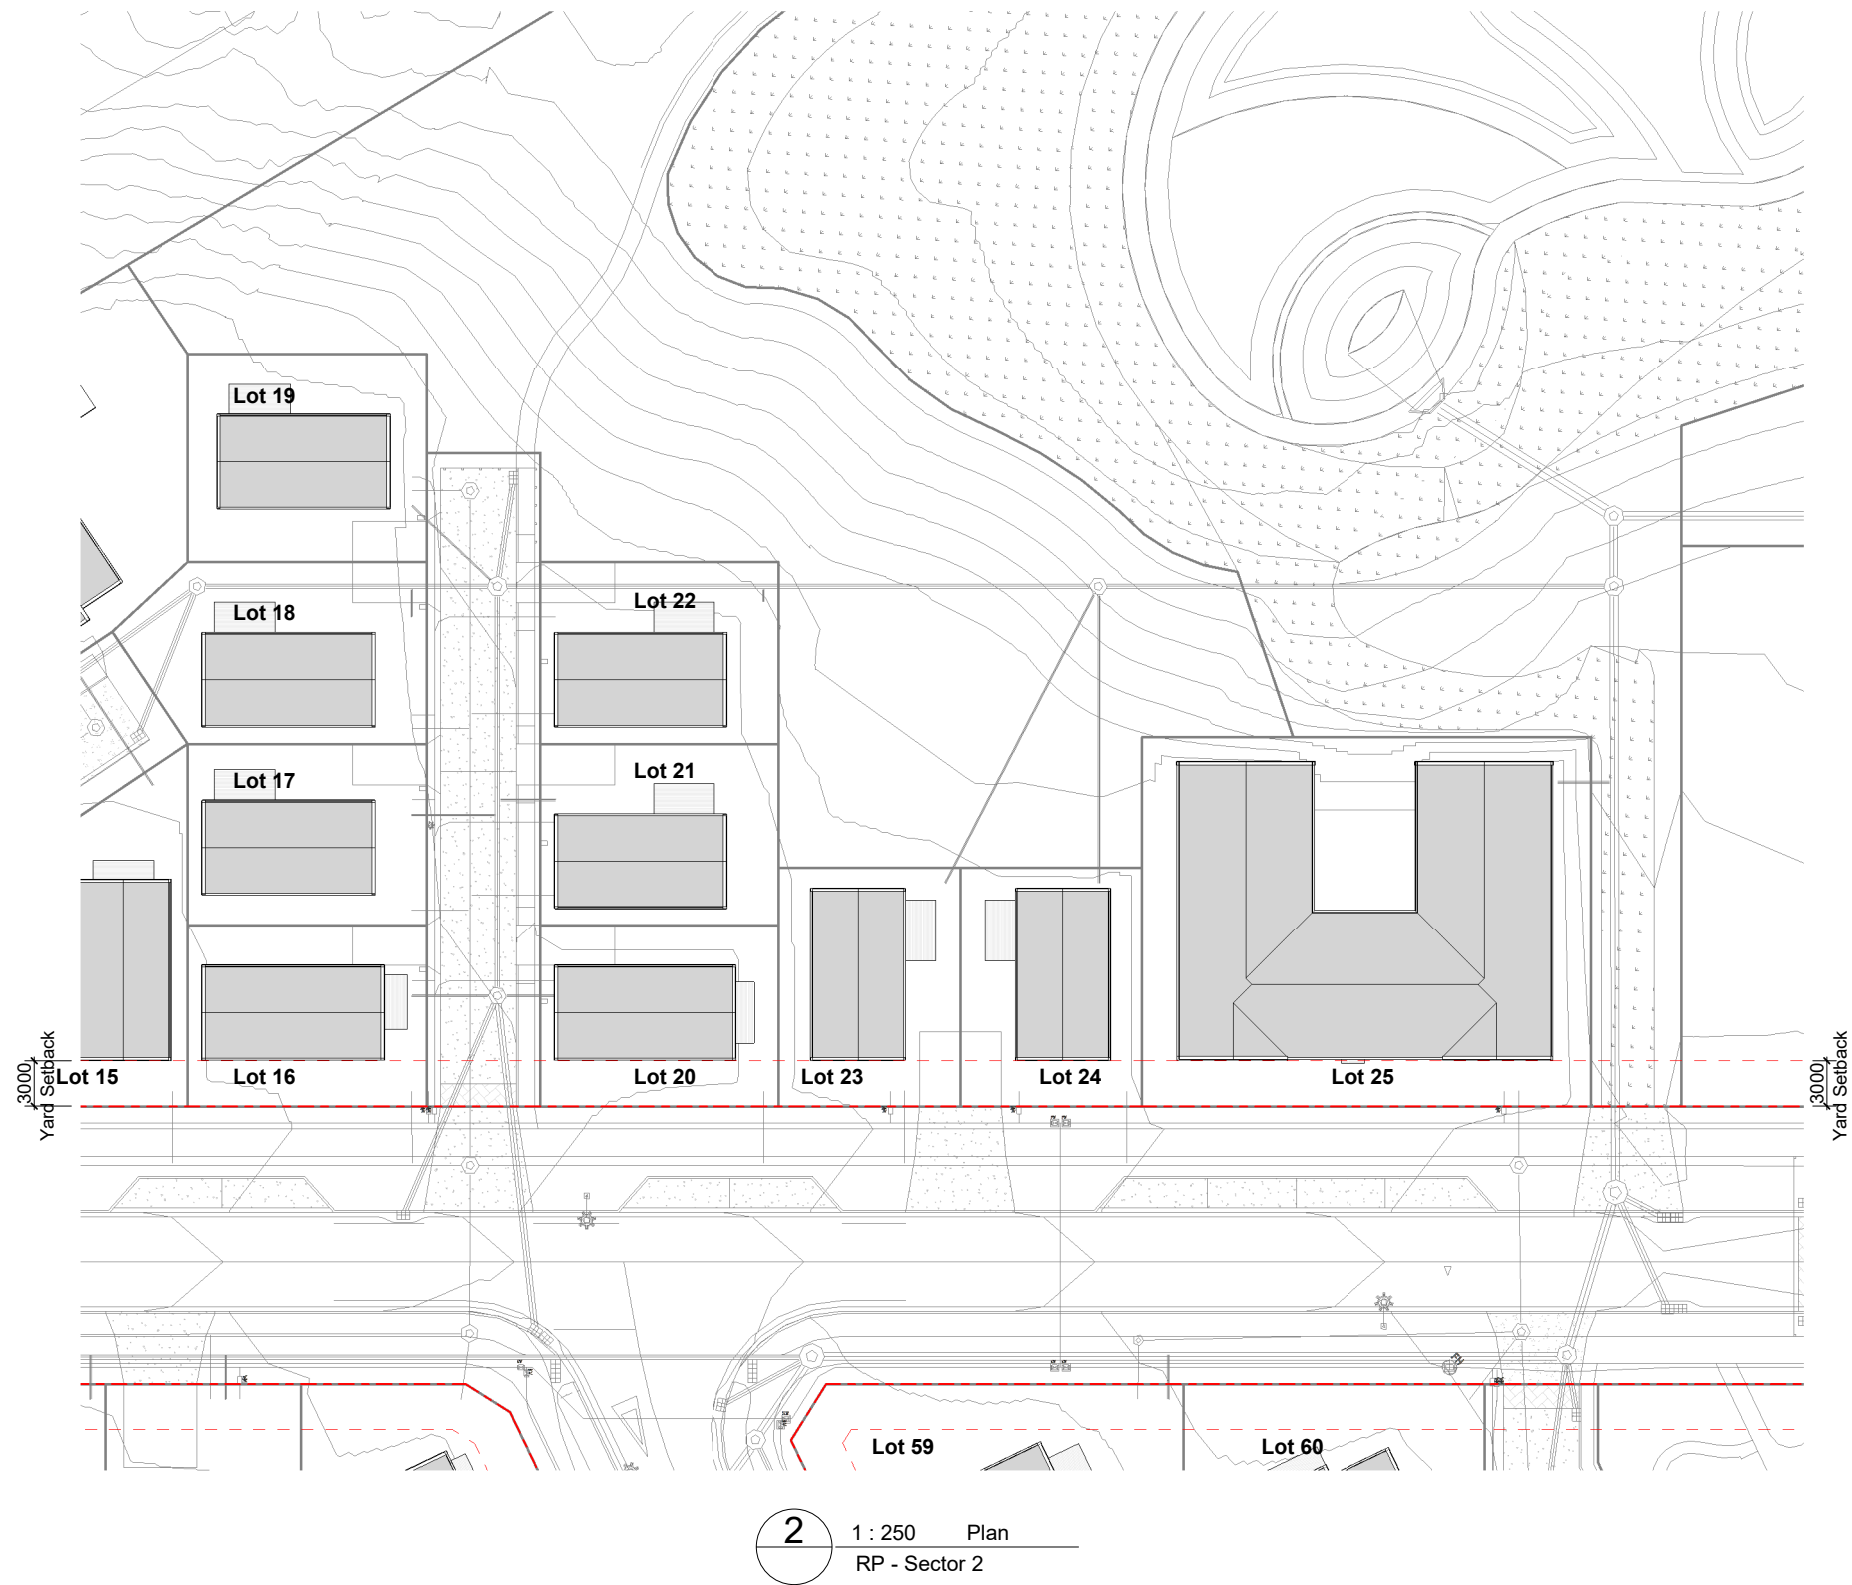 Lot 19
Lot 18
Lot 22
Lot 17
Lot 21
3000
Yard Setback
Lot 15
Lot 16
Lot 20
Lot 23
Lot 24
Lot 25
3000
Yard Setback
FH
Lot 59
Lot 60
2
1 : 250 Plan
RP - Sector 2